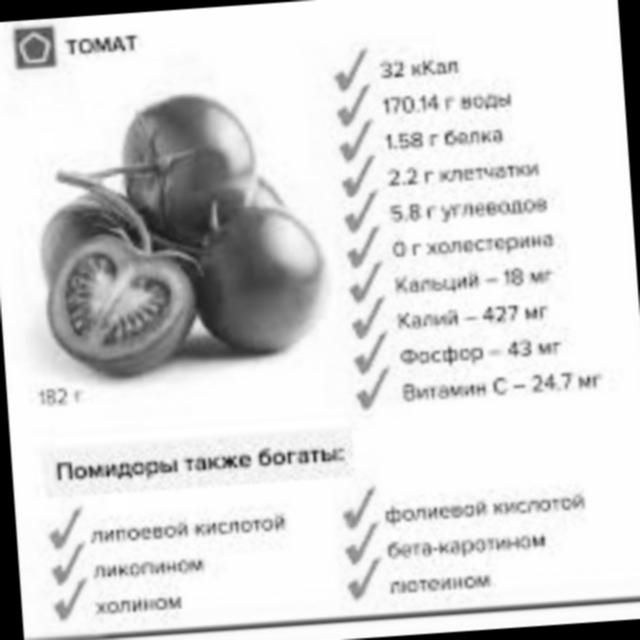 ТОМАТ
32 кКал
170.14 г воды
1.58 г белка
2.2 г клетчатки
5.8 г углеводов
0 г холестерина
Кальций – 18 мг
Калий – 427 мг
Фосфор – 43 мг
Витамин С – 24.7 мг
182 г
Помидоры также богаты:
липоевой кислотой
ликопином
холином
фолиевой кислотой
бета-каротином
лютеином